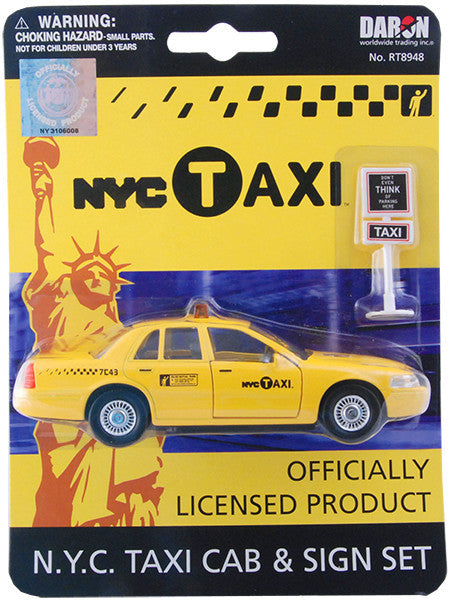 WARNING:
CHOKING HAZARD-SMALL PARTS.
NOT FOR CHILDREN UNDER 3 YEARS
DARON
worldwide trading inc.®
No. RT8948
OFFICIALLY
LICENSED PRODUCT
NY 3106008
NYC TAXI™
DON'T
EVEN
THINK
OF
PARKING
HERE
TAXI
7C43
NYC TAXI
OFFICIALLY
LICENSED PRODUCT
N.Y.C. TAXI CAB & SIGN SET